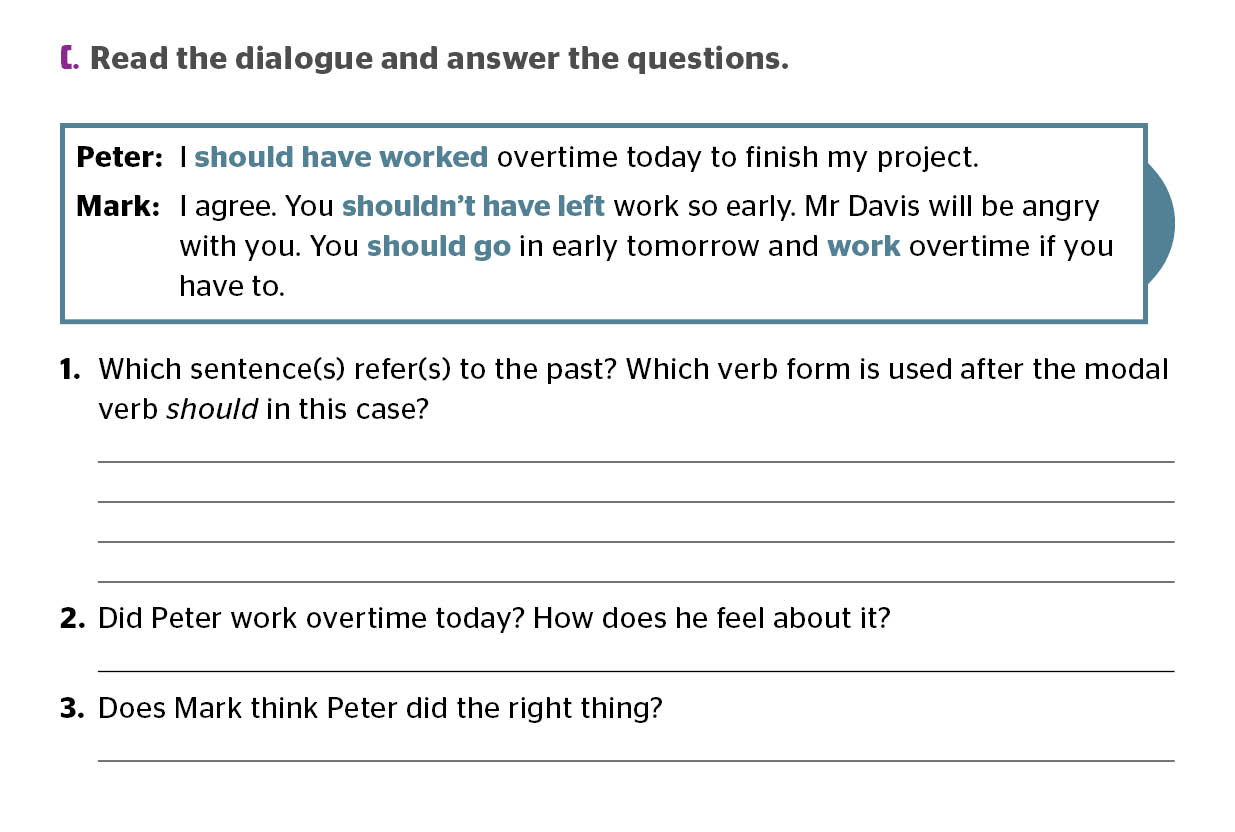 C. Read the dialogue and answer the questions.
Peter: I should have worked overtime today to finish my project.
Mark: I agree. You shouldn’t have left work so early. Mr Davis will be angry
with you. You should go in early tomorrow and work overtime if you
have to.
1. Which sentence(s) refer(s) to the past? Which verb form is used after the modal
verb should in this case?
2. Did Peter work overtime today? How does he feel about it?
3. Does Mark think Peter did the right thing?